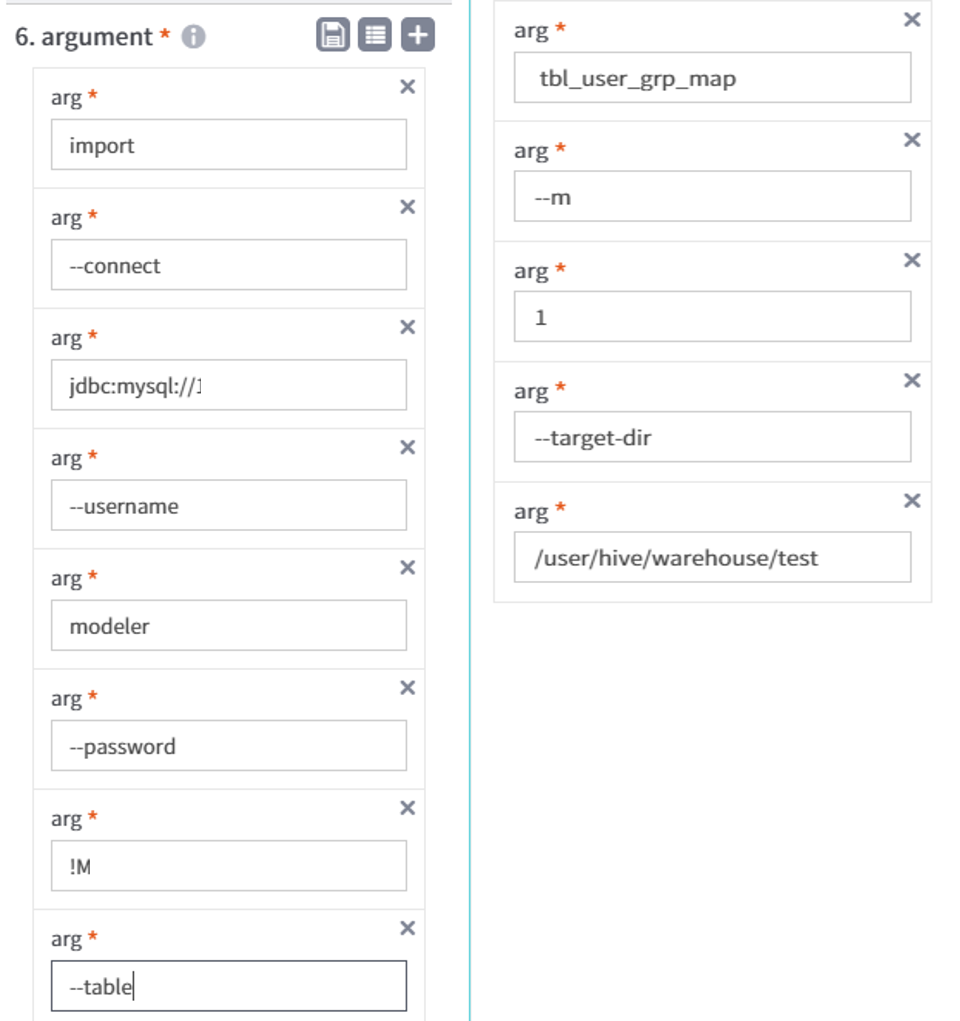 6. argument *
arg *
import
arg *
--connect
arg *
jdbc:mysql://1
arg *
--username
arg *
modeler
arg *
--password
arg *
!M
arg *
--table
arg *
tbl_user_grp_map
arg *
--m
arg *
1
arg *
--target-dir
arg *
/user/hive/warehouse/test